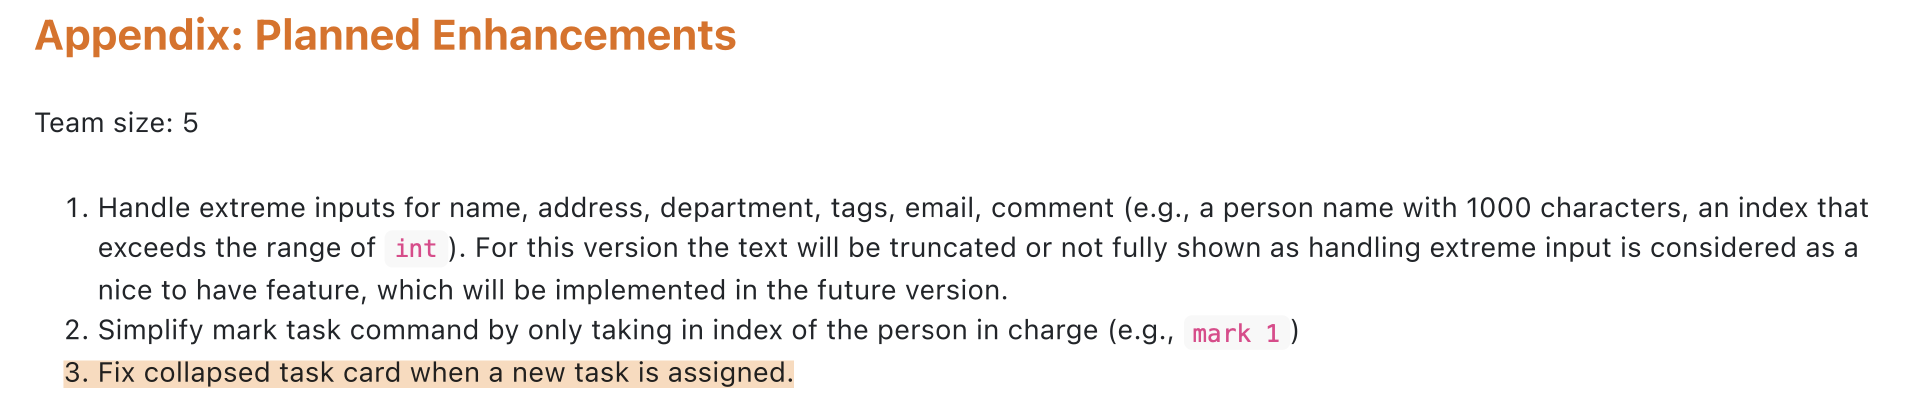 Appendix: Planned Enhancements
Team size: 5
1. Handle extreme inputs for name, address, department, tags, email, comment (e.g., a person name with 1000 characters, an index that
exceeds the range of int ). For this version the text will be truncated or not fully shown as handling extreme input is considered as a
nice to have feature, which will be implemented in the future version.
2. Simplify mark task command by only taking in index of the person in charge (e.g., mark 1 )
3. Fix collapsed task card when a new task is assigned.